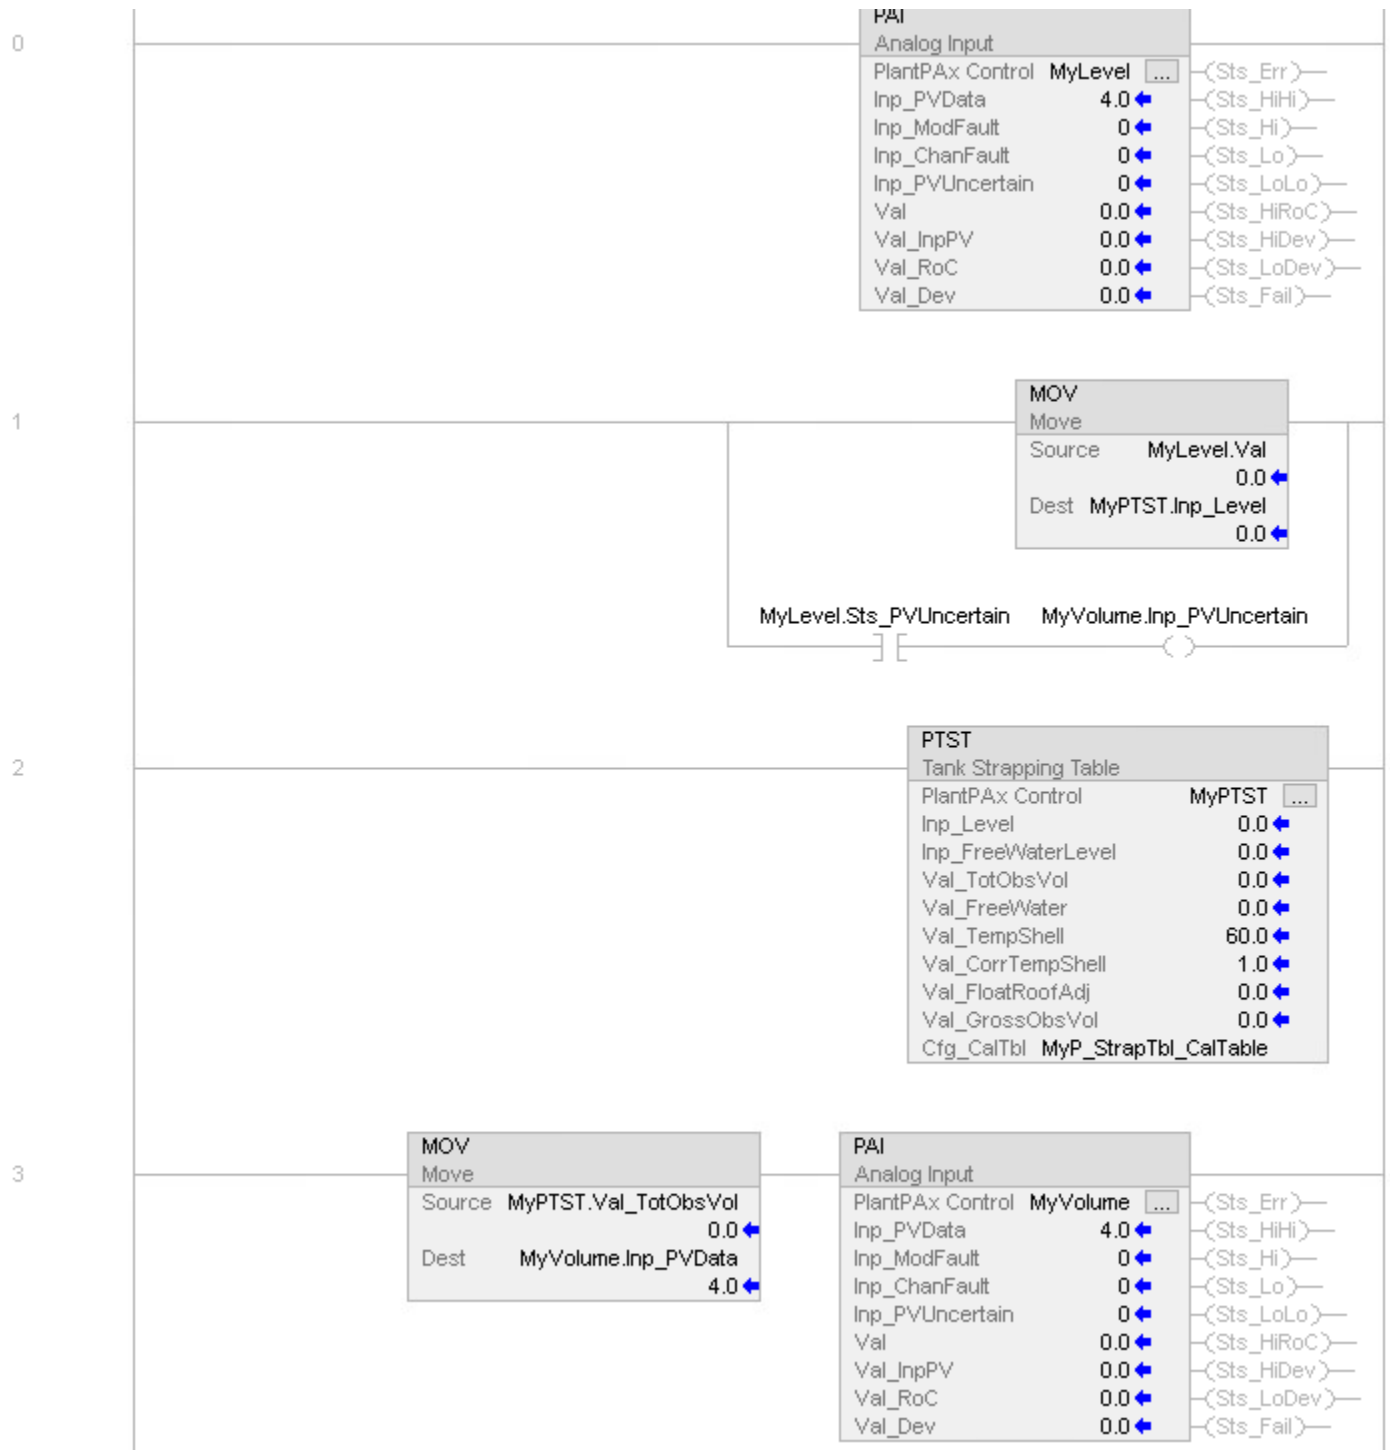 PAI
0
Analog Input
PlantPAx Control MyLevel ... (Sts_Err)
Inp_PVData 4.0 (Sts_HiHi)
Inp_ModFault 0 (Sts_Hi)
Inp_ChanFault 0 (Sts_Lo)
Inp_PVUncertain 0 (Sts_LoLo)
Val 0.0 (Sts_HiRoC)
Val_InpPV 0.0 (Sts_HiDev)
Val_RoC 0.0 (Sts_LoDev)
Val_Dev 0.0 (Sts_Fail)
MOV
1
Move
Source MyLevel.Val
0.0
Dest MyPTST.Inp_Level
0.0
MyLevel.Sts_PVUncertain MyVolume.Inp_PVUncertain
PTST
2
Tank Strapping Table
PlantPAx Control MyPTST ...
Inp_Level 0.0
Inp_FreeWaterLevel 0.0
Val_TotObsVol 0.0
Val_FreeWater 0.0
Val_TempShell 60.0
Val_CorrTempShell 1.0
Val_FloatRoofAdj 0.0
Val_GrossObsVol 0.0
Cfg_CalTbl MyP_StrapTbl_CalTable
3
MOV
Move
Source MyPTST.Val_TotObsVol
0.0
Dest MyVolume.Inp_PVData
4.0
PAI
Analog Input
PlantPAx Control MyVolume ... (Sts_Err)
Inp_PVData 4.0 (Sts_HiHi)
Inp_ModFault 0 (Sts_Hi)
Inp_ChanFault 0 (Sts_Lo)
Inp_PVUncertain 0 (Sts_LoLo)
Val 0.0 (Sts_HiRoC)
Val_InpPV 0.0 (Sts_HiDev)
Val_RoC 0.0 (Sts_LoDev)
Val_Dev 0.0 (Sts_Fail)